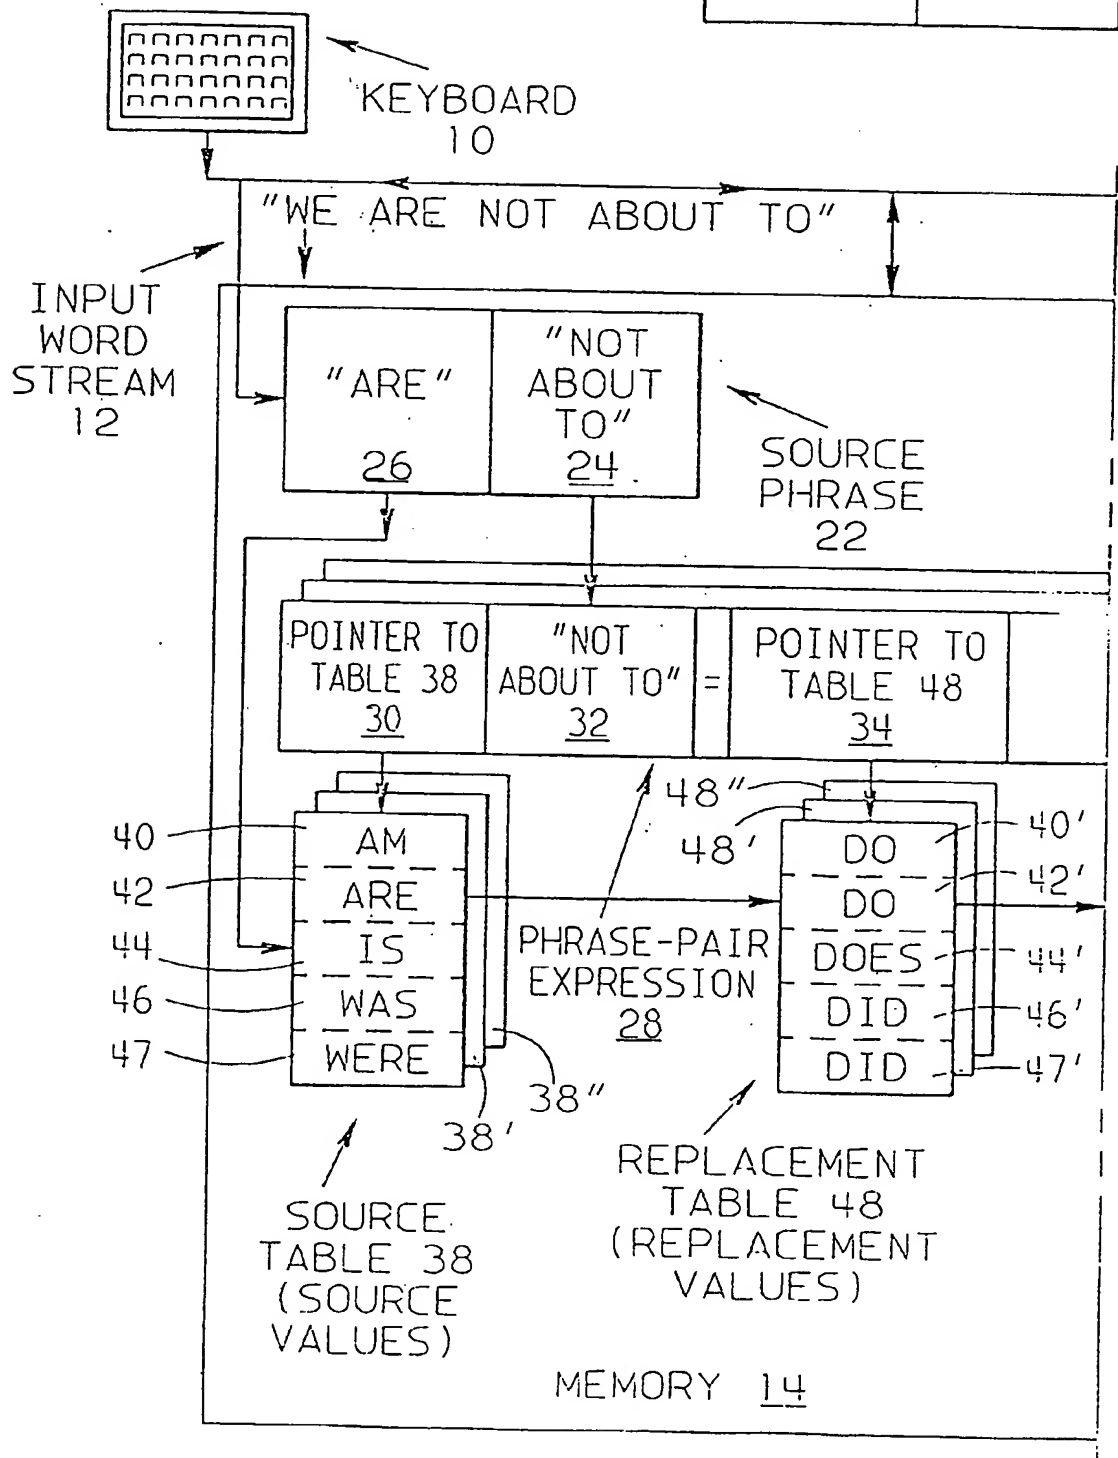 KEYBOARD
10
"WE ARE NOT ABOUT TO"
INPUT
WORD
STREAM
12
"ARE"
26
"NOT
ABOUT
TO"
24
SOURCE
PHRASE
22
POINTER TO
TABLE 38
30
"NOT
ABOUT TO"
32
=
POINTER TO
TABLE 48
34
40
42
44
46
47
AM
ARE
IS
WAS
WERE
38'
38"
PHRASE-PAIR
EXPRESSION
28
48"
48'
DO
DO
DOES
DID
DID
40'
42'
44'
46'
47'
SOURCE
TABLE 38
(SOURCE
VALUES)
REPLACEMENT
TABLE 48
(REPLACEMENT
VALUES)
MEMORY 14